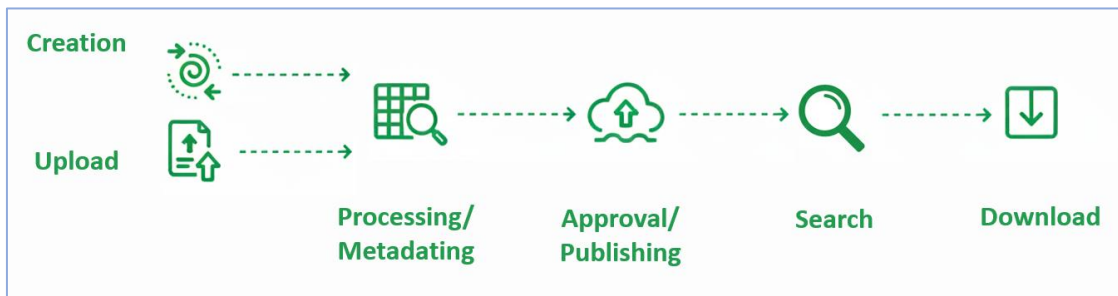 Creation
Upload
Processing/
Metadating
Approval/
Publishing
Search
Download